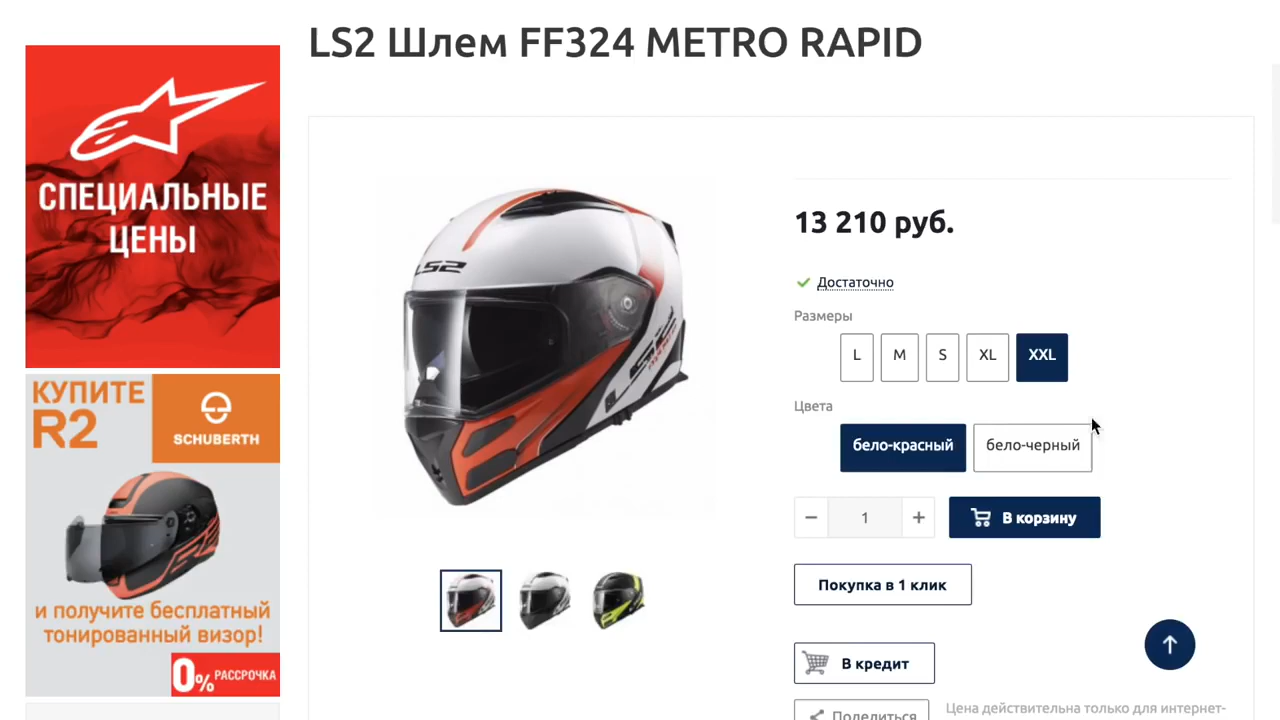 LS2 Шлем FF324 METRO RAPID
СПЕЦИАЛЬНЫЕ
ЦЕНЫ
КУПИТЕ
R2
SCHUBERTH
и получите бесплатный
тонированный визор!
0% РАССРОЧКА
LS2
LS2
13 210 руб.
Достаточно
Размеры
L M S XL XXL
Цвета
бело-красный бело-черный
− 1 + В корзину
Покупка в 1 клик
В кредит
Поделиться
Цена действительна только для интернет-